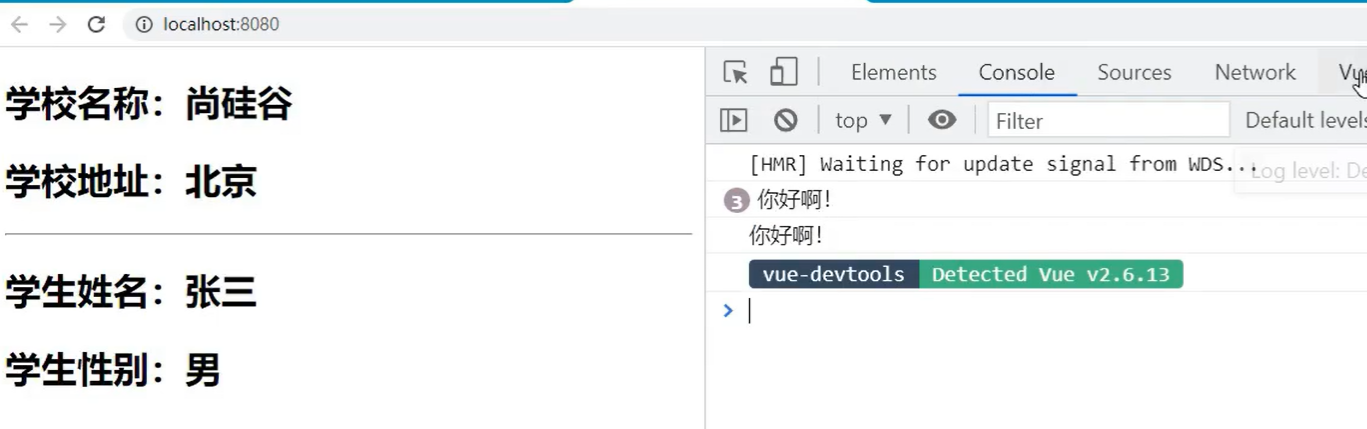 localhost:8080
学校名称：尚硅谷
学校地址：北京
学生姓名：张三
学生性别：男
Elements Console Sources Network
top ▼ Filter Default levels
[HMR] Waiting for update signal from WDS...
Log level: De
3 你好啊!
你好啊!
vue-devtools Detected Vue v2.6.13
>